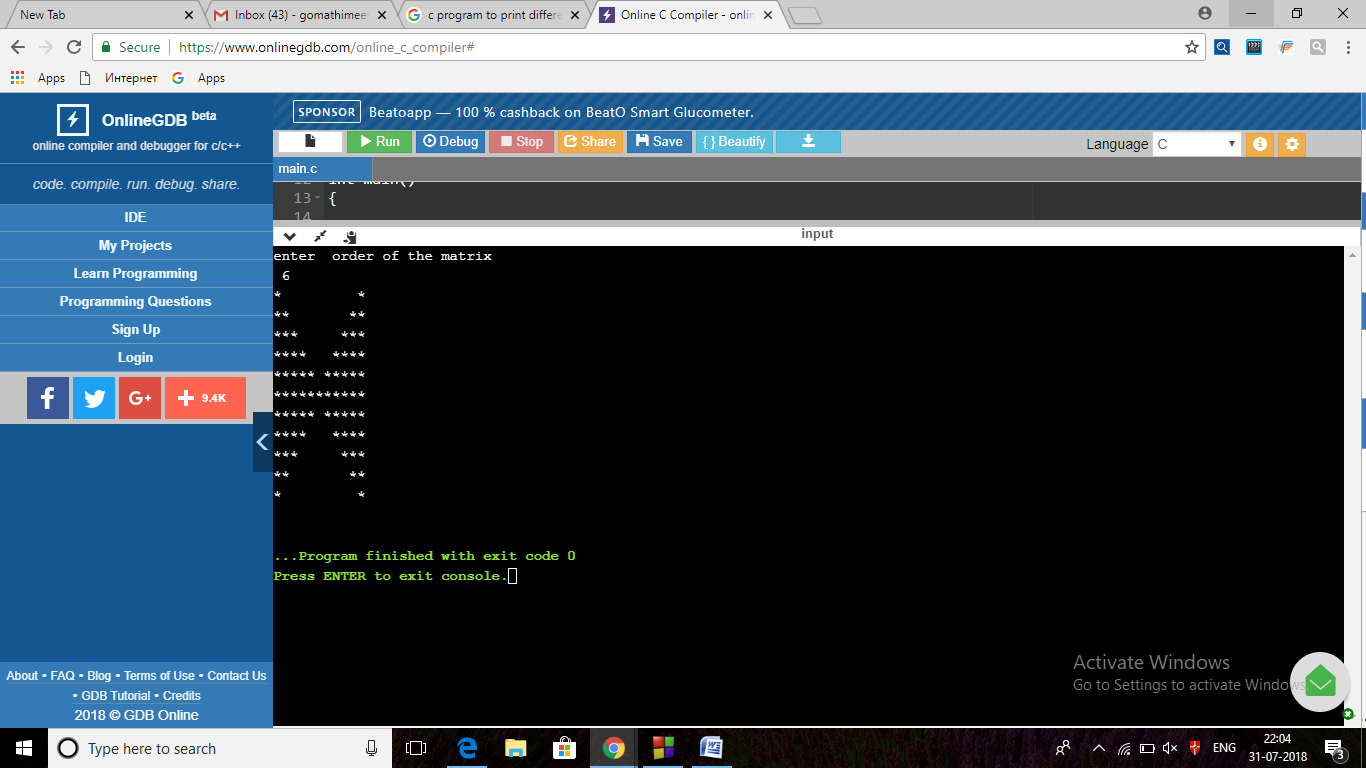 New Tab
Inbox (43) - gomathimee
c program to print differe
Online C Compiler - onlin
Secure
https://www.onlinegdb.com/online_c_compiler#
Apps
Интернет
Apps
OnlineGDB beta
online compiler and debugger for c/c++
code. compile. run. debug. share.
IDE
My Projects
Learn Programming
Programming Questions
Sign Up
Login
9.4K
About • FAQ • Blog • Terms of Use • Contact Us
• GDB Tutorial • Credits
2018 © GDB Online
SPONSOR Beatoapp — 100 % cashback on BeatO Smart Glucometer.
Run
Debug
Stop
Share
Save
{ } Beautify
Language C
main.c
12 int main()
13 {
14
input
enter  order of the matrix
 6
*         *
**       **
***     ***
****   ****
***** *****
***********
***** *****
****   ****
***     ***
**       **
*         *
...Program finished with exit code 0
Press ENTER to exit console.
Activate Windows
Go to Settings to activate Windows.
Type here to search
ENG
22:04
31-07-2018
3